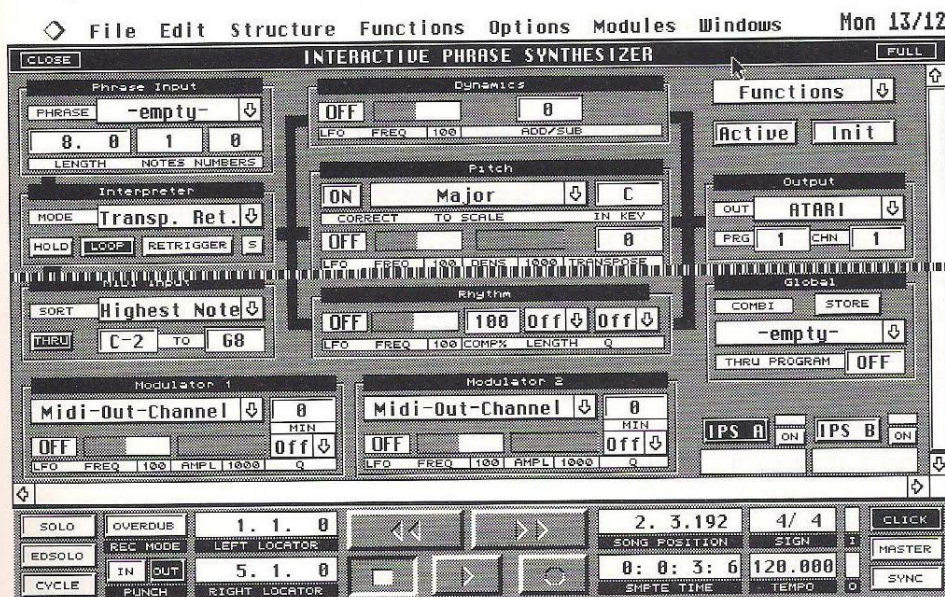 File Edit Structure Functions Options Modules Windows Mon 13/12
CLOSE INTERACTIVE PHRASE SYNTHESIZER FULL
Phrase Input
PHRASE -empty-
8. 0 1 0
LENGTH NOTES NUMBERS
Dynamics
OFF 0
LFO FREQ 100 ADD/SUB
Functions
Active Init
Interpreter
MODE Transp. Ret.
HOLD LOOP RETRIGGER S
Pitch
ON Major C
CORRECT TO SCALE IN KEY
OFF 0
LFO FREQ 100 DENS 1000 TRANSPOSE
Output
OUT ATARI
PRG 1 CHN 1
Midi Input
SORT Highest Note
THRU C-2 TO G8
Rhythm
OFF 100 Off Off
LFO FREQ 100 COMP% LENGTH Q
Global
COMBI STORE
-empty-
THRU PROGRAM OFF
Modulator 1
Midi-Out-Channel 0
MIN
OFF Off
LFO FREQ 100 AMPL 1000 Q
Modulator 2
Midi-Out-Channel 0
MIN
OFF Off
LFO FREQ 100 AMPL 1000 Q
IPS A ON IPS B ON
SOLO OVERDUB 1. 1. 0 2. 3.192 4/ 4 CLICK
REC MODE LEFT LOCATOR SONG POSITION SIGN I
EDSOLO MASTER
IN OUT 5. 1. 0 0: 0: 3: 6 120.000
CYCLE PUNCH RIGHT LOCATOR SMPTE TIME TEMPO O SYNC